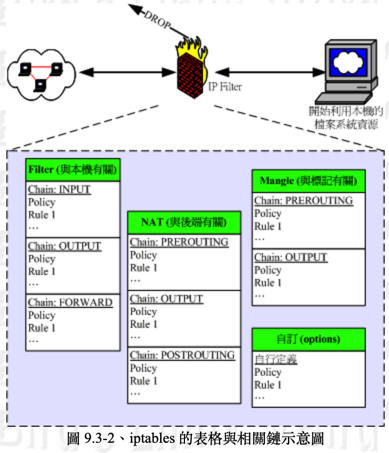 DROP
IP Filter
開始利用本機的
檔案系統資源
Filter (與本機有關)
Chain: INPUT
Policy
Rule 1
...
Chain: OUTPUT
Policy
Rule 1
...
Chain: FORWARD
Policy
Rule 1
...
NAT (與後端有關)
Chain: PREROUTING
Policy
Rule 1
...
Chain: OUTPUT
Policy
Rule 1
...
Chain: POSTROUTING
Policy
Rule 1
...
Mangle (與標記有關)
Chain: PREROUTING
Policy
Rule 1
...
Chain: OUTPUT
Policy
Rule 1
...
自訂 (options)
自行定義
Policy
Rule 1
...
圖 9.3-2、iptables 的表格與相關鏈示意圖